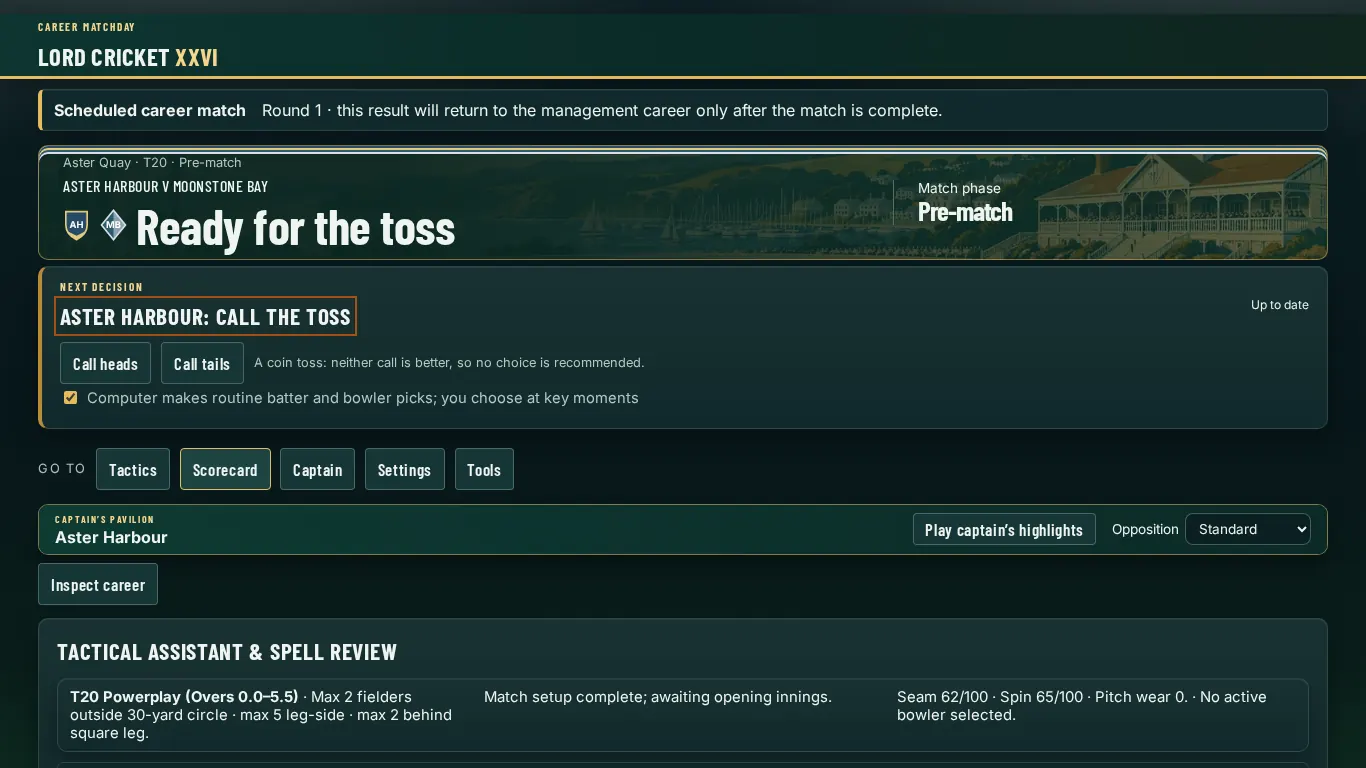 CAREER MATCHDAY
LORD CRICKET XXVI
Scheduled career match Round 1 · this result will return to the management career only after the match is complete.
Aster Quay · T20 · Pre-match
ASTER HARBOUR V MOONSTONE BAY
AH MB Ready for the toss
Match phase
Pre-match
NEXT DECISION
ASTER HARBOUR: CALL THE TOSS
Up to date
Call heads Call tails A coin toss: neither call is better, so no choice is recommended.
Computer makes routine batter and bowler picks; you choose at key moments
GO TO Tactics Scorecard Captain Settings Tools
CAPTAIN'S PAVILION
Aster Harbour
Play captain’s highlights Opposition Standard
Inspect career
TACTICAL ASSISTANT & SPELL REVIEW
T20 Powerplay (Overs 0.0–5.5) · Max 2 fielders
outside 30-yard circle · max 5 leg-side · max 2 behind
square leg.
Match setup complete; awaiting opening innings.
Seam 62/100 · Spin 65/100 · Pitch wear 0. · No active
bowler selected.